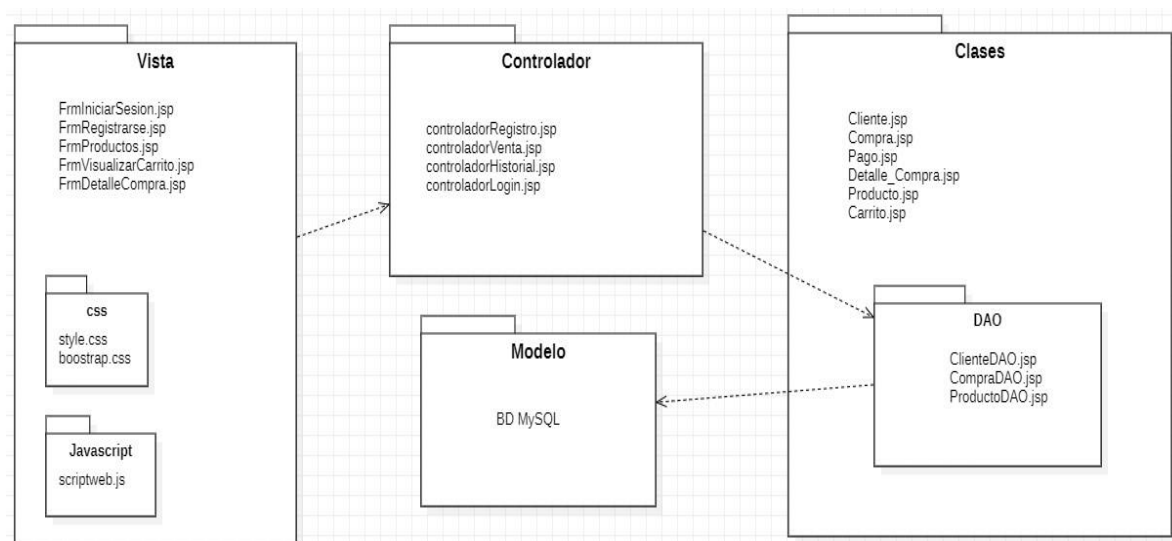 Vista
FrmIniciarSesion.jsp
FrmRegistrarse.jsp
FrmProductos.jsp
FrmVisualizarCarrito.jsp
FrmDetalleCompra.jsp
css
style.css
boostrap.css
Javascript
scriptweb.js
Controlador
controladorRegistro.jsp
controladorVenta.jsp
controladorHistorial.jsp
controladorLogin.jsp
Modelo
BD MySQL
Clases
Cliente.jsp
Compra.jsp
Pago.jsp
Detalle_Compra.jsp
Producto.jsp
Carrito.jsp
DAO
ClienteDAO.jsp
CompraDAO.jsp
ProductoDAO.jsp